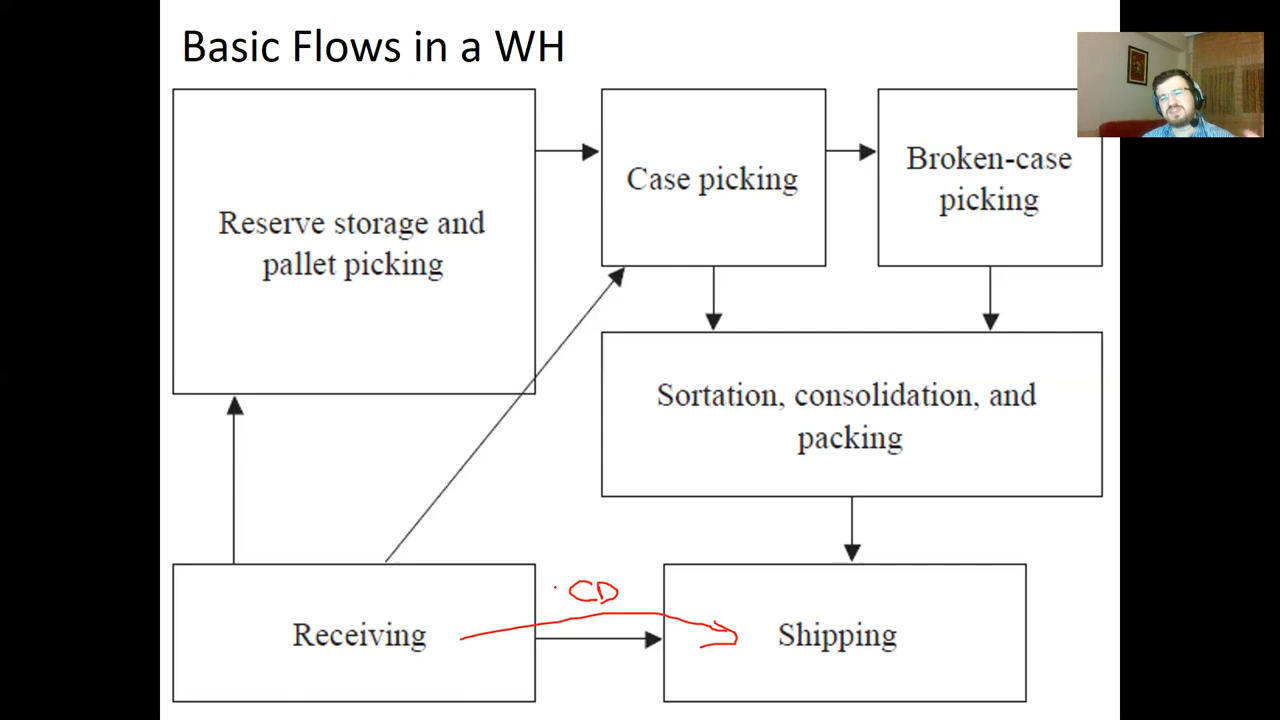 Basic Flows in a WH
Reserve storage and
pallet picking
Case picking
Broken-case
picking
Sortation, consolidation, and
packing
CD
Receiving
Shipping